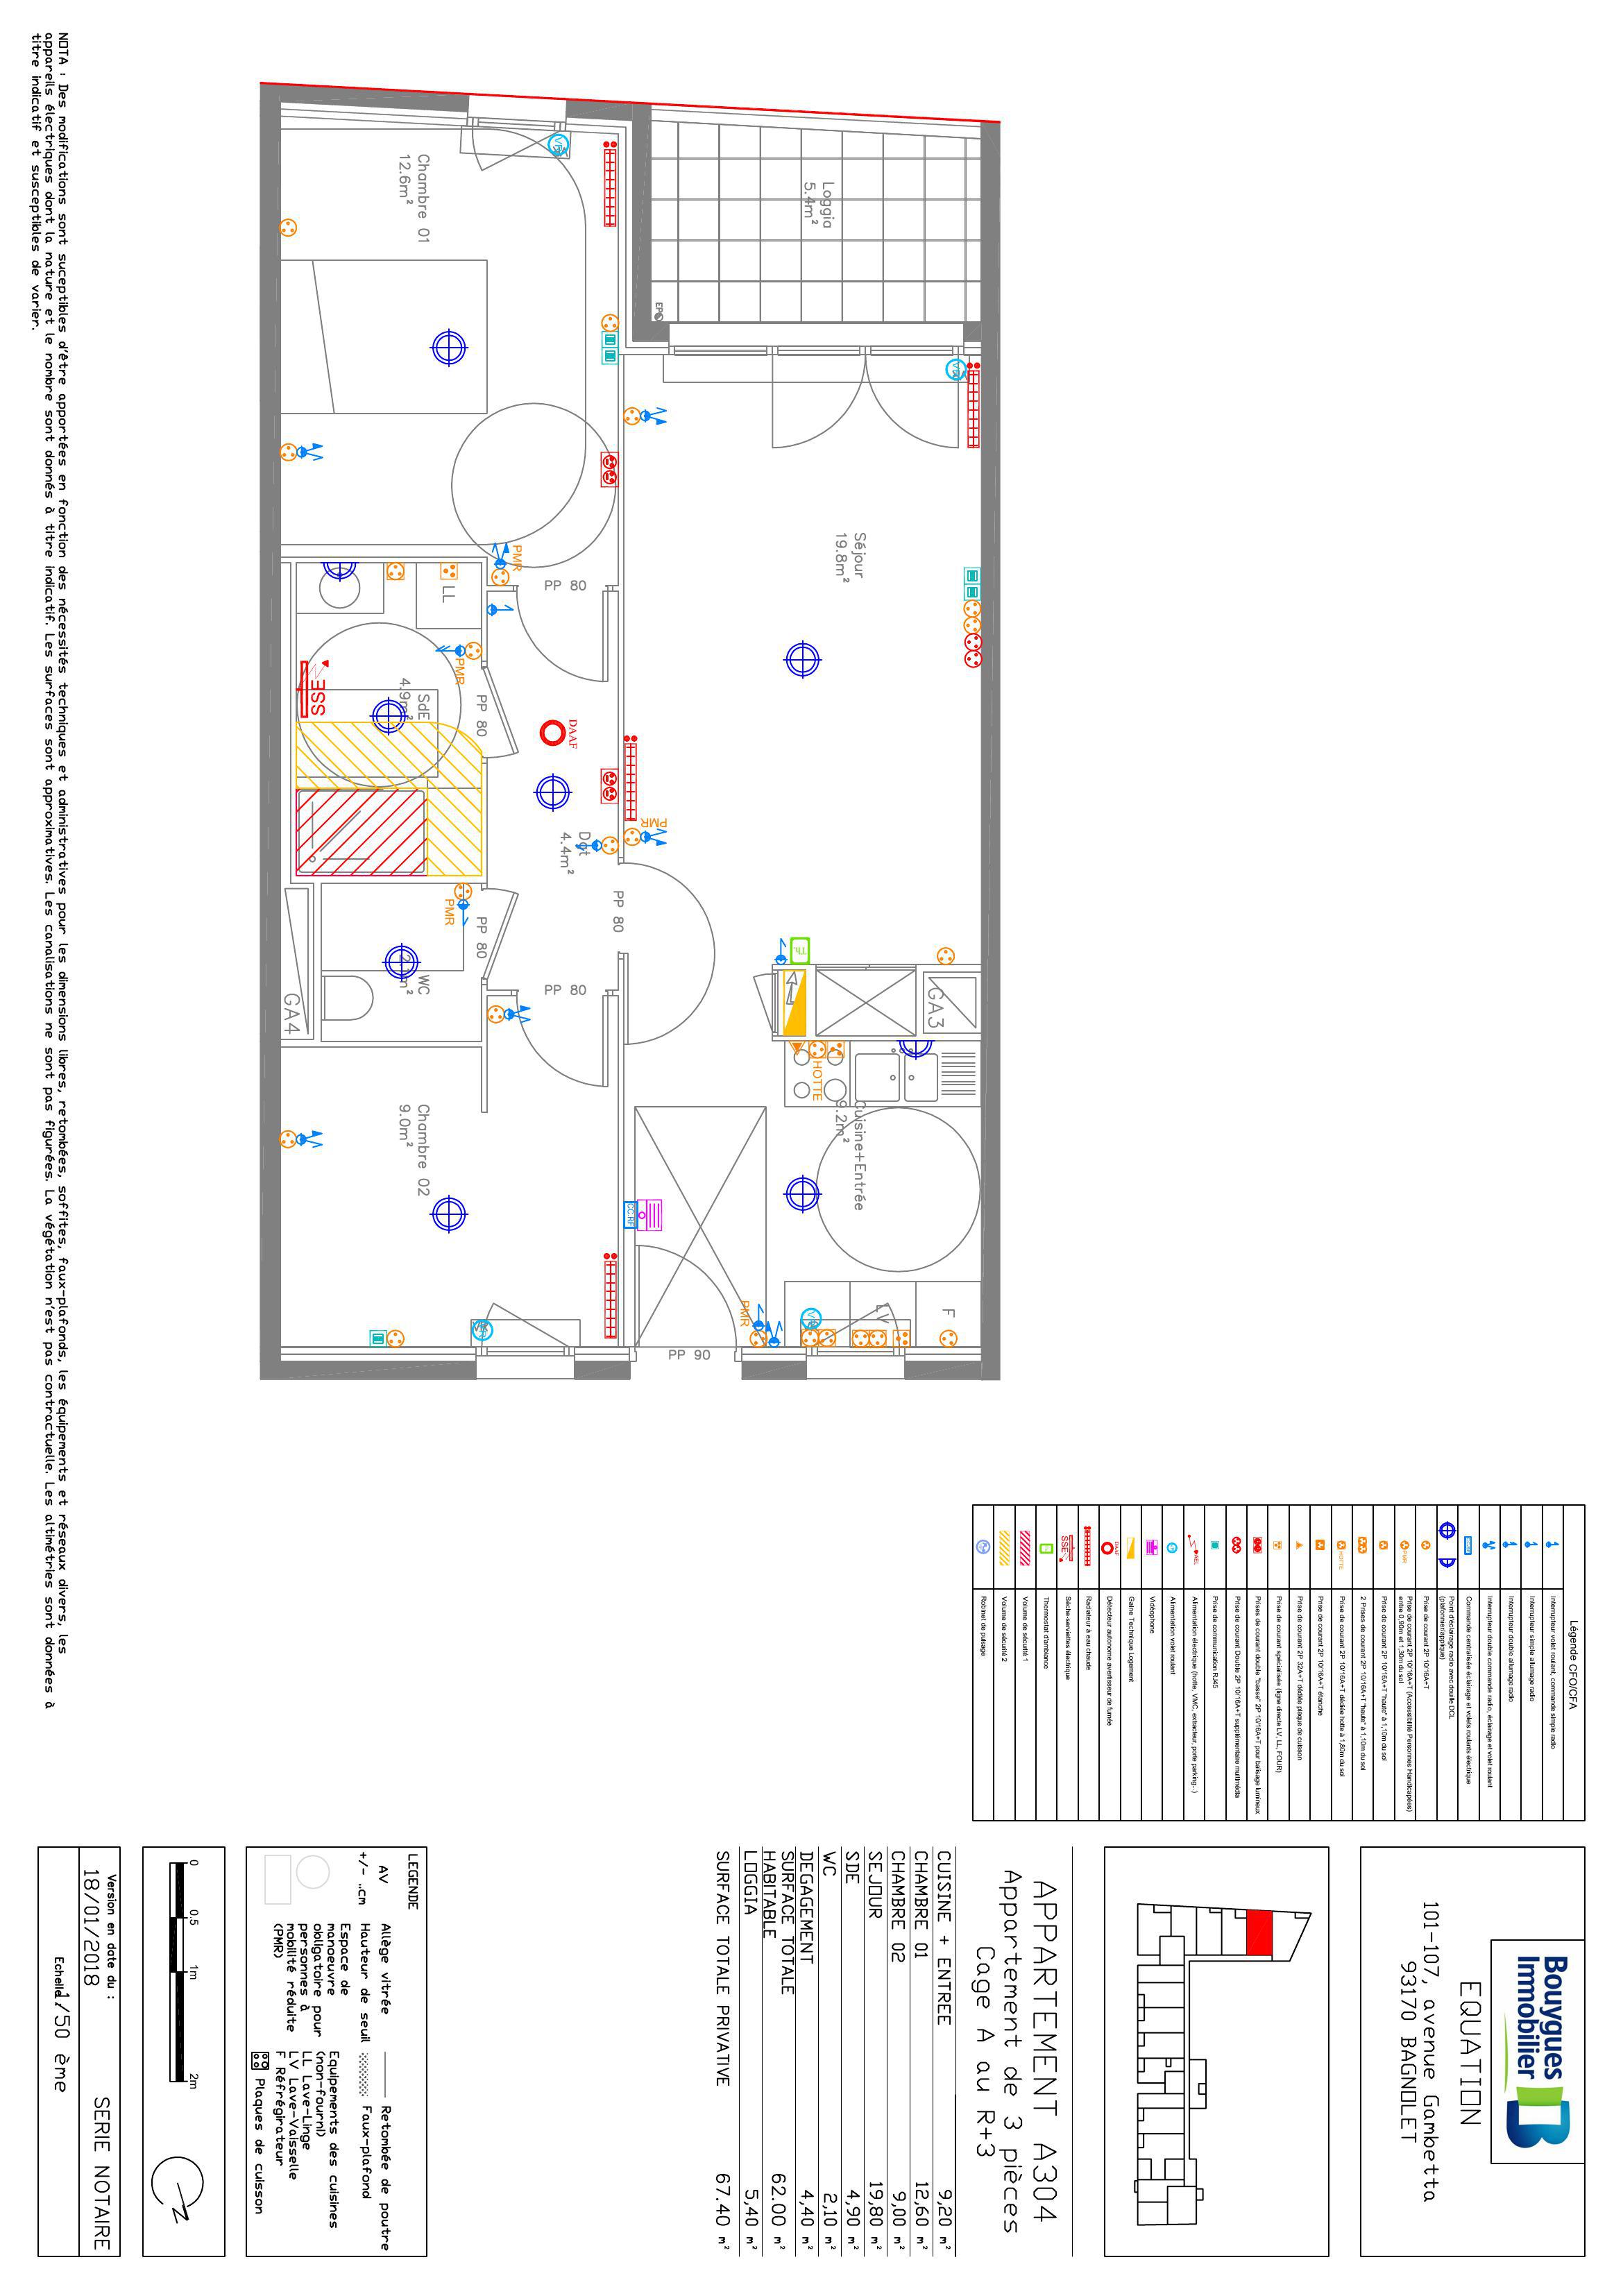 Bouygues
Immobilier
EQUATION
101-107, avenue Gambetta
93170 BAGNOLET
APPARTEMENT A304
Appartement de 3 pièces
Cage A au R+3
CUISINE + ENTREE 9,20 m²
CHAMBRE 01 12,60 m²
CHAMBRE 02 9,00 m²
SEJOUR 19,80 m²
SDE 4,90 m²
WC 2,10 m²
DEGAGEMENT 4,40 m²
SURFACE TOTALE
HABITABLE 62.00 m²
LOGGIA 5,40 m²
SURFACE TOTALE PRIVATIVE 67.40 m²
LEGENDE
AV Allège vitrée
+/- ..cm Hauteur de seuil
Espace de
manoeuvre
obligatoire pour
personnes à
mobilité réduite
(PMR)
Retombée de poutre
Faux-plafond
Equipements des cuisines
(non-fourni)
LL Lave-Linge
LV Lave-Vaisselle
F Réfrigérateur
Plaques de cuisson
0 0.5 1m 2m
N
Version en date du :
18/01/2018
SERIE NOTAIRE
Echelle 1/50 ème
Légende CFO/CFA
Interrupteur volet roulant, commande simple radio
Interrupteur simple allumage radio
Interrupteur double allumage radio
Interrupteur double commande radio, éclairage et volet roulant
Commande centralisée éclairage et volets roulants électrique
Point d'éclairage radio avec douille DCL
(plafonnier/applique)
Prise de courant 2P 10/16A+T
PMR
Prise de courant 2P 10/16A+T (Accessibilité Personnes Handicapées)
entre 0,90m et 1,30m du sol
Prise de courant 2P 10/16A+T "haute" à 1,10m du sol
2 Prises de courant 2P 10/16A+T "haute" à 1,10m du sol
HOTTE
Prise de courant 2P 10/16A+T dédiée hotte à 1,80m du sol
Prise de courant 2P 10/16A+T étanche
Prise de courant 2P 32A+T dédiée plaque de cuisson
Prise de courant spécialisée (ligne directe LV, LL, FOUR)
Prises de courant double "basse" 2P 10/16A+T pour balisage lumineux
Prise de courant Double 2P 10/16A+T supplémentaire multimédia
Prise de communication RJ45
Alimentation électrique (hotte, VMC, extracteur, porte parking...)
Alimentation volet roulant
Vidéophone
Gaine Technique Logement
DAAF
Détecteur autonome avertisseur de fumée
Radiateur à eau chaude
SSE
Sèche-serviettes électrique
Thermostat d'ambiance
Volume de sécurité 1
Volume de sécurité 2
Robinet de puisage
Loggia
5.4m²
EP
Chambre 01
12.6m²
Séjour
19.8m²
PMR
PP 80
LL
PMR
PP 80
SSE
SdE
4.9m²
DAAF
PMR
Dgt
4.4m²
PP 80
PMR
PP 80
WC
GA4
PP 80
GA3
HOTTE
Cuisine+Entrée
9.2m²
Chambre 02
9.0m²
PMR
LV
F
PP 90
NOTA : Des modifications sont suceptibles d'être apportées en fonction des nécessités techniques et administratives pour les dimensions libres, retombées, soffites, faux-plafonds, les équipements et réseaux divers, les
appareils électriques dont la nature et le nombre sont donnés à titre indicatif. Les surfaces sont approximatives. Les canalisations ne sont pas figurées. La végétation n'est pas contractuelle. Les altimétries sont données à
titre indicatif et susceptibles de varier.